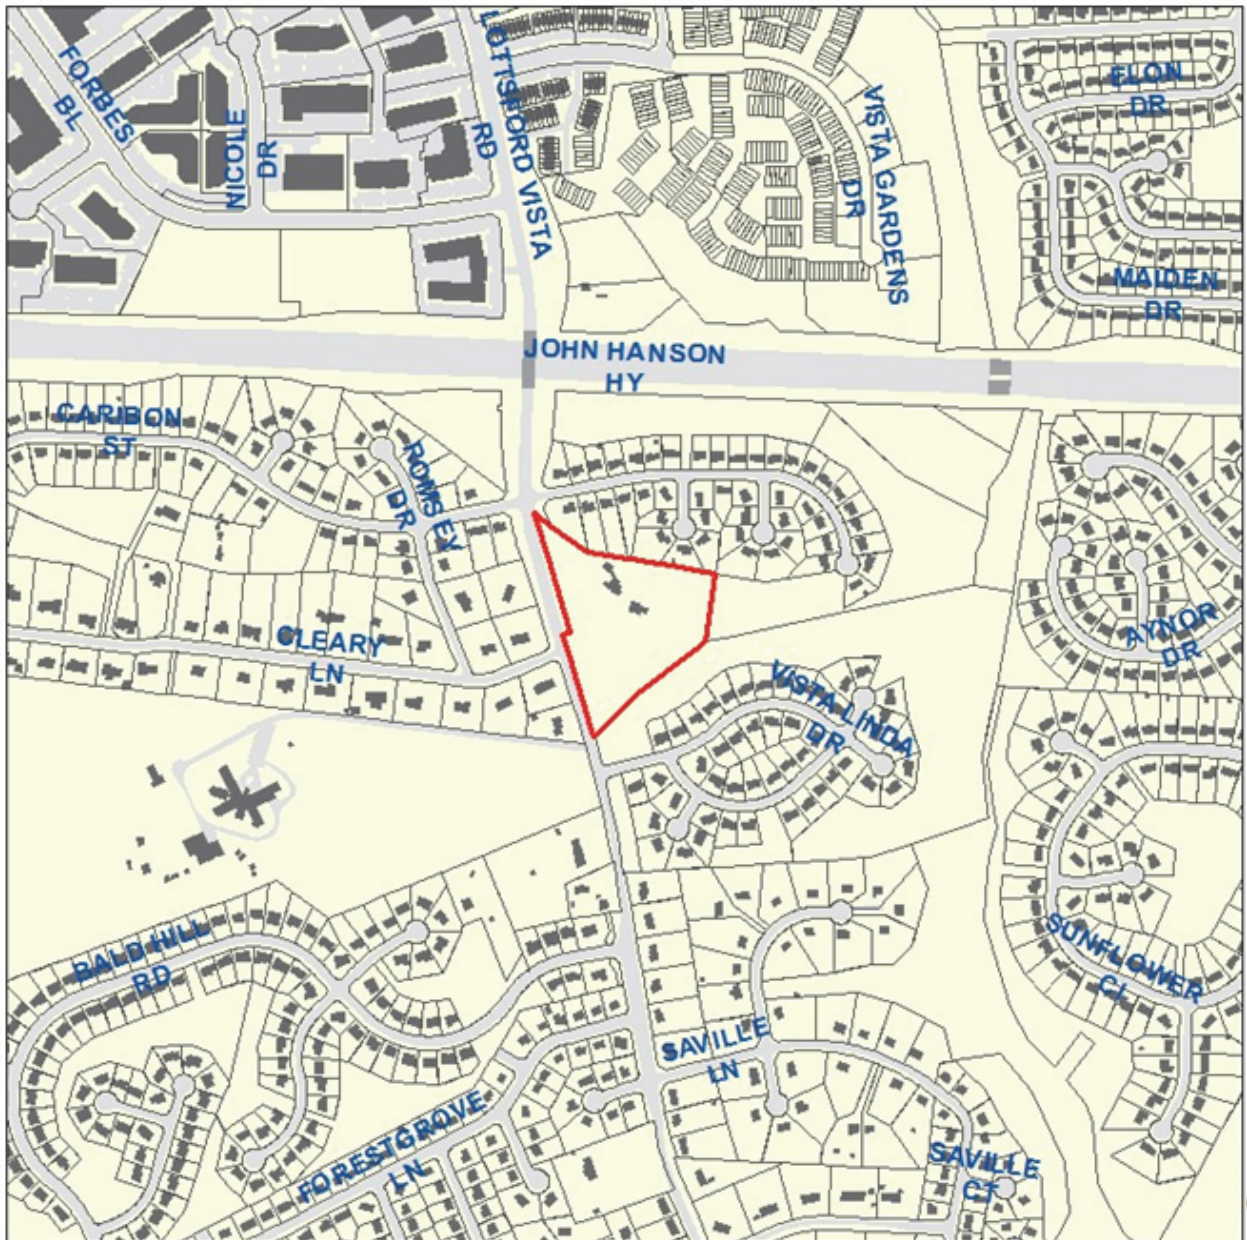 FORBES
BL
NICOLE
DR
LOTTSFORD VISTA
RD
VISTA GARDENS
DR
ELON
DR
MAIDEN
DR
JOHN HANSON
HY
CARIBON
ST
ROMSEY
DR
CLEARY
LN
AYNOR
DR
VISTA LINDA
DR
BALD HILL
RD
SUNFLOWER
CI
SAVILLE
LN
FORESTGROVE
LN
SAVILLE
CT